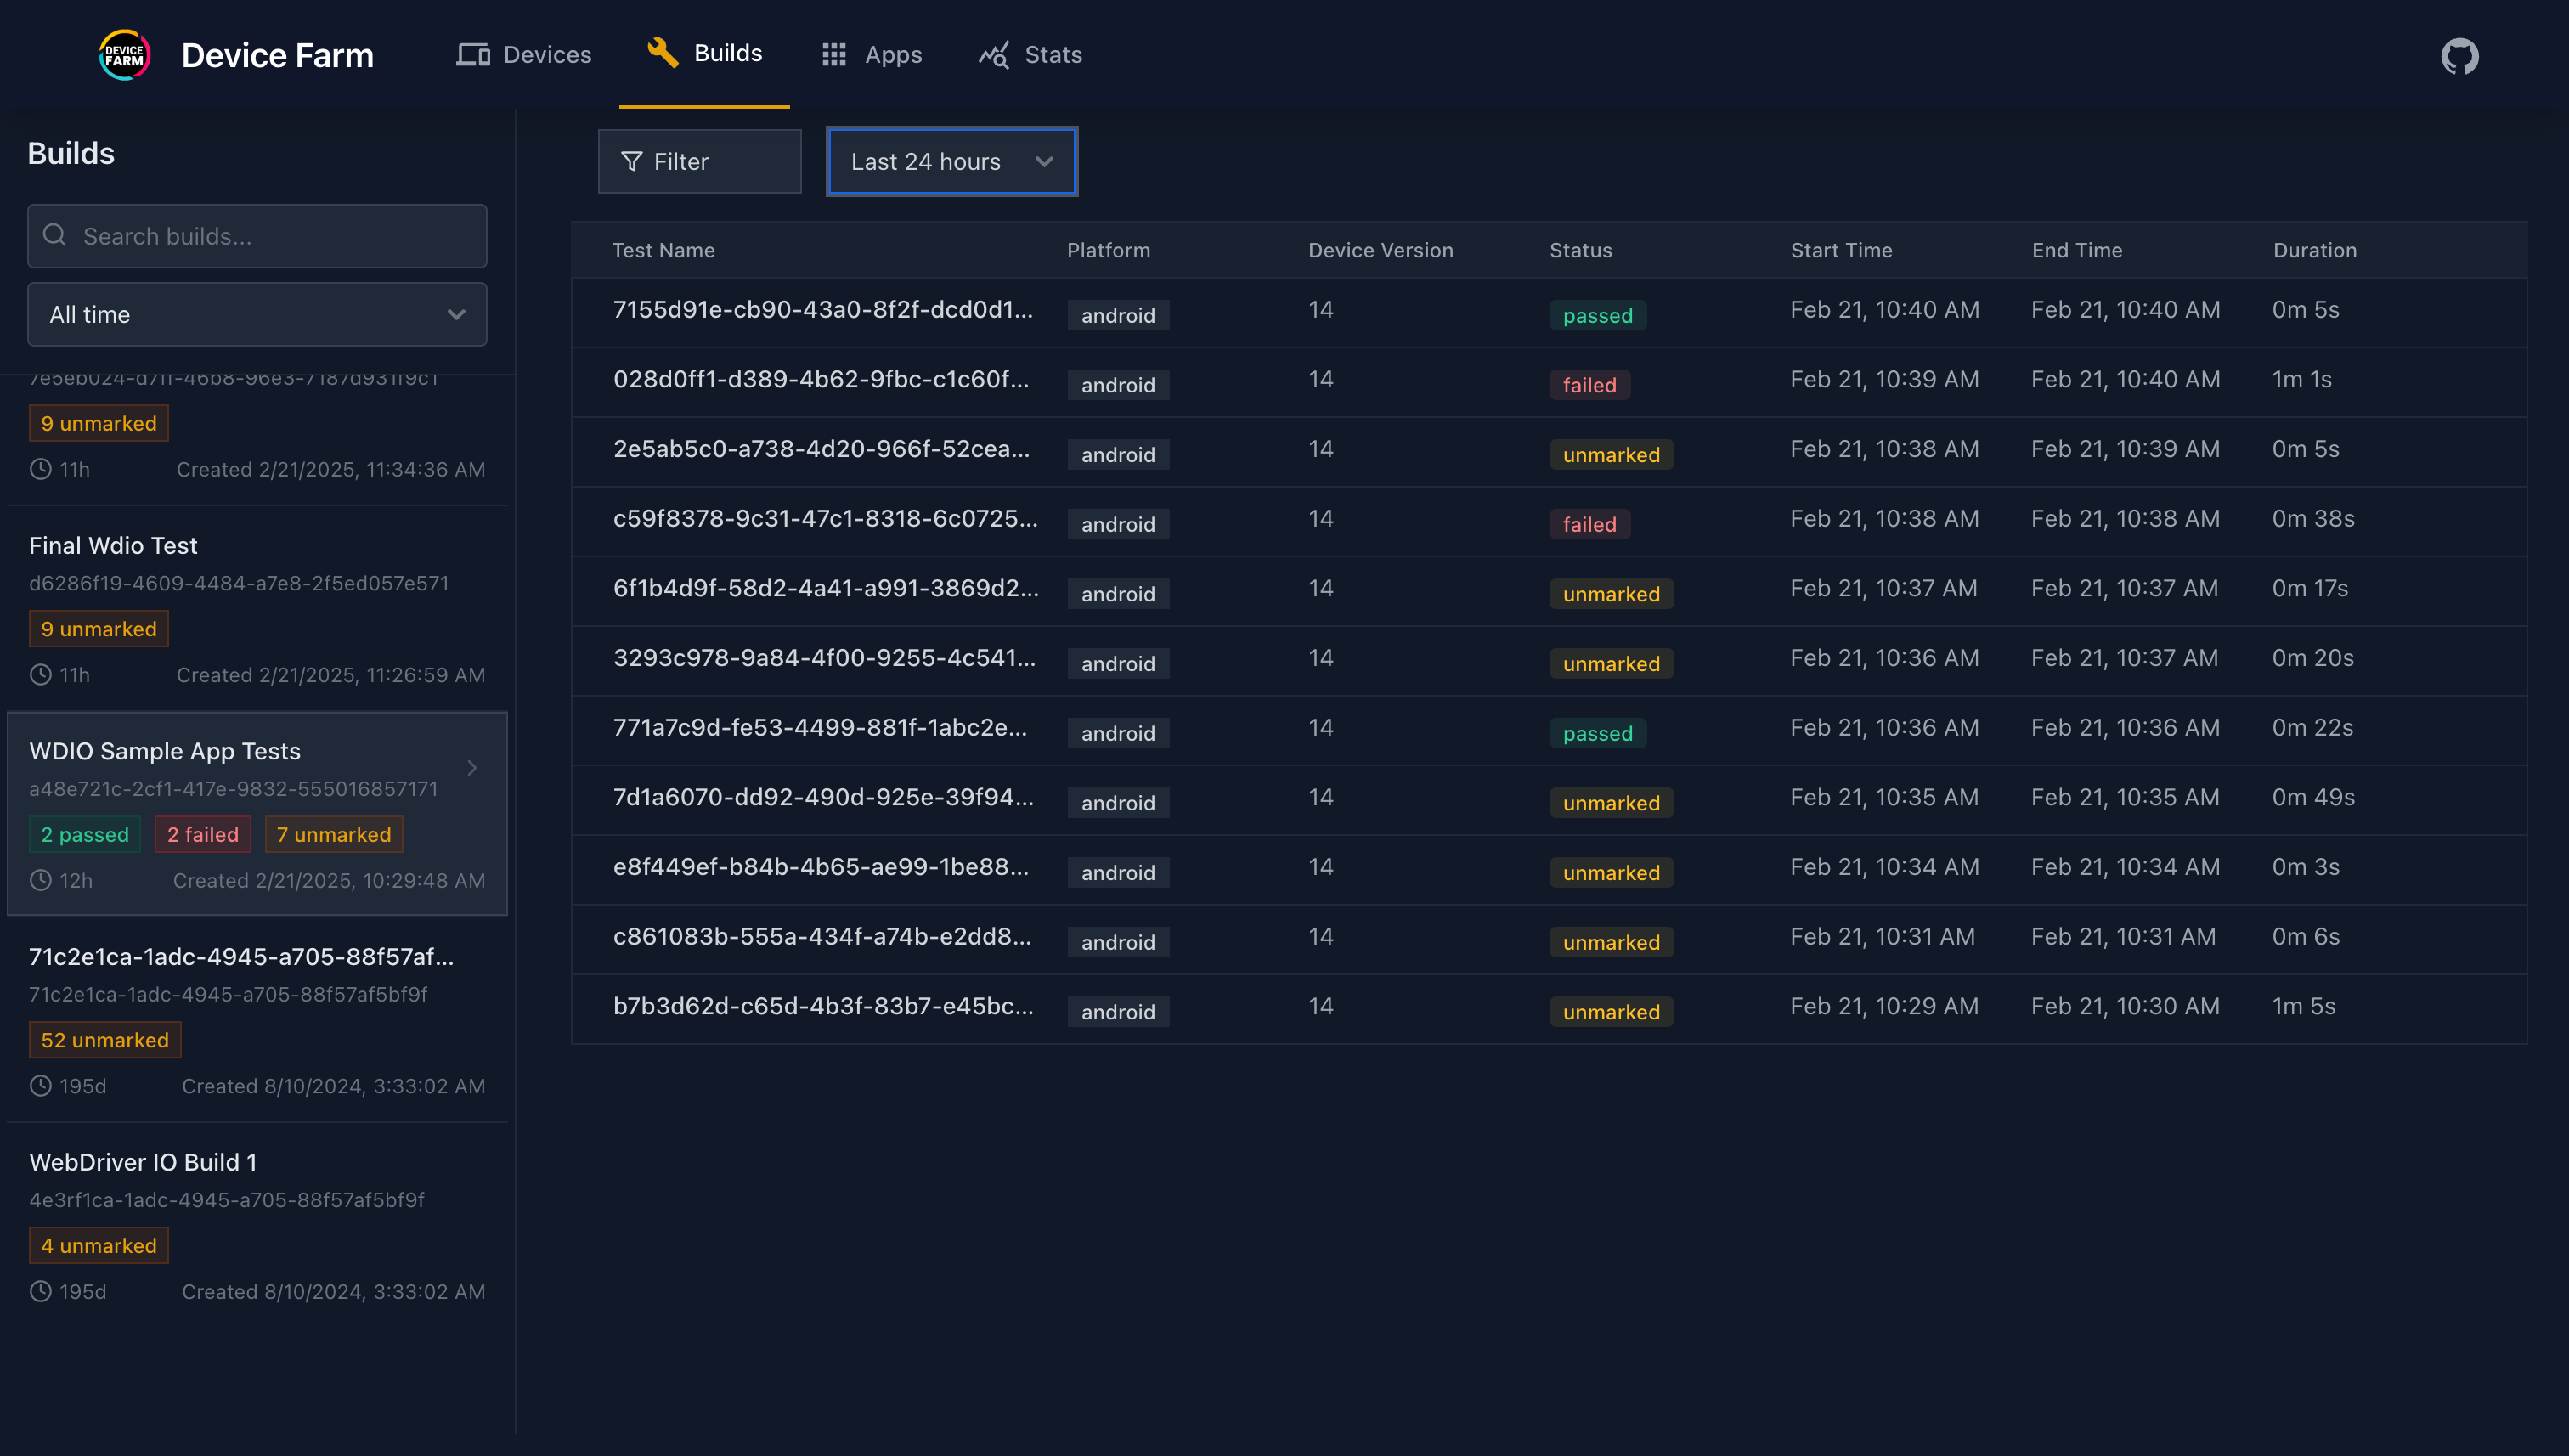 DEVICE FARM
Device Farm
Devices
Builds
Apps
Stats
Builds
Search builds...
All time
7e5eb024-d7f1-46b8-96e3-7187d931f9c1
9 unmarked
11h Created 2/21/2025, 11:34:36 AM
Final Wdio Test
d6286f19-4609-4484-a7e8-2f5ed057e571
9 unmarked
11h Created 2/21/2025, 11:26:59 AM
WDIO Sample App Tests
a48e721c-2cf1-417e-9832-555016857171
2 passed 2 failed 7 unmarked
12h Created 2/21/2025, 10:29:48 AM
71c2e1ca-1adc-4945-a705-88f57af...
71c2e1ca-1adc-4945-a705-88f57af5bf9f
52 unmarked
195d Created 8/10/2024, 3:33:02 AM
WebDriver IO Build 1
4e3rf1ca-1adc-4945-a705-88f57af5bf9f
4 unmarked
195d Created 8/10/2024, 3:33:02 AM
Filter
Last 24 hours
Test Name Platform Device Version Status Start Time End Time Duration
7155d91e-cb90-43a0-8f2f-dcd0d1... android 14 passed Feb 21, 10:40 AM Feb 21, 10:40 AM 0m 5s
028d0ff1-d389-4b62-9fbc-c1c60f... android 14 failed Feb 21, 10:39 AM Feb 21, 10:40 AM 1m 1s
2e5ab5c0-a738-4d20-966f-52cea... android 14 unmarked Feb 21, 10:38 AM Feb 21, 10:39 AM 0m 5s
c59f8378-9c31-47c1-8318-6c0725... android 14 failed Feb 21, 10:38 AM Feb 21, 10:38 AM 0m 38s
6f1b4d9f-58d2-4a41-a991-3869d2... android 14 unmarked Feb 21, 10:37 AM Feb 21, 10:37 AM 0m 17s
3293c978-9a84-4f00-9255-4c541... android 14 unmarked Feb 21, 10:36 AM Feb 21, 10:37 AM 0m 20s
771a7c9d-fe53-4499-881f-1abc2e... android 14 passed Feb 21, 10:36 AM Feb 21, 10:36 AM 0m 22s
7d1a6070-dd92-490d-925e-39f94... android 14 unmarked Feb 21, 10:35 AM Feb 21, 10:35 AM 0m 49s
e8f449ef-b84b-4b65-ae99-1be88... android 14 unmarked Feb 21, 10:34 AM Feb 21, 10:34 AM 0m 3s
c861083b-555a-434f-a74b-e2dd8... android 14 unmarked Feb 21, 10:31 AM Feb 21, 10:31 AM 0m 6s
b7b3d62d-c65d-4b3f-83b7-e45bc... android 14 unmarked Feb 21, 10:29 AM Feb 21, 10:30 AM 1m 5s